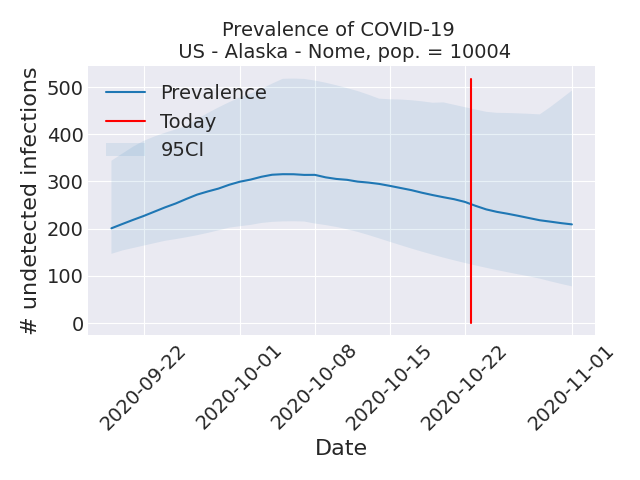 Prevalence of COVID-19
US - Alaska - Nome, pop. = 10004
# undetected infections
500
400
300
200
100
0
Prevalence
Today
95CI
2020-09-22
2020-10-01
2020-10-08
2020-10-15
2020-10-22
2020-11-01
Date